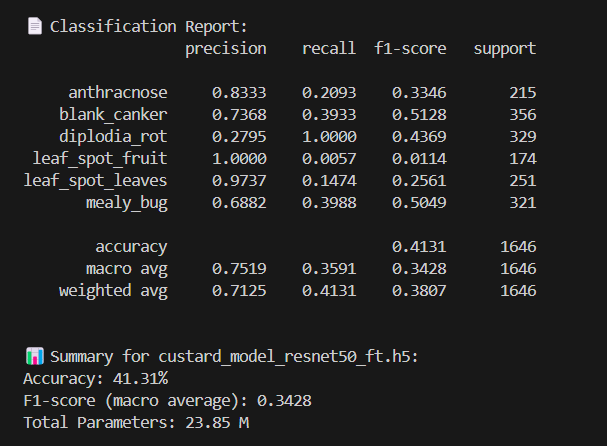 📄 Classification Report:
precision recall f1-score support
anthracnose 0.8333 0.2093 0.3346 215
blank_canker 0.7368 0.3933 0.5128 356
diplodia_rot 0.2795 1.0000 0.4369 329
leaf_spot_fruit 1.0000 0.0057 0.0114 174
leaf_spot_leaves 0.9737 0.1474 0.2561 251
mealy_bug 0.6882 0.3988 0.5049 321
accuracy 0.4131 1646
macro avg 0.7519 0.3591 0.3428 1646
weighted avg 0.7125 0.4131 0.3807 1646
📊 Summary for custard_model_resnet50_ft.h5:
Accuracy: 41.31%
F1-score (macro average): 0.3428
Total Parameters: 23.85 M